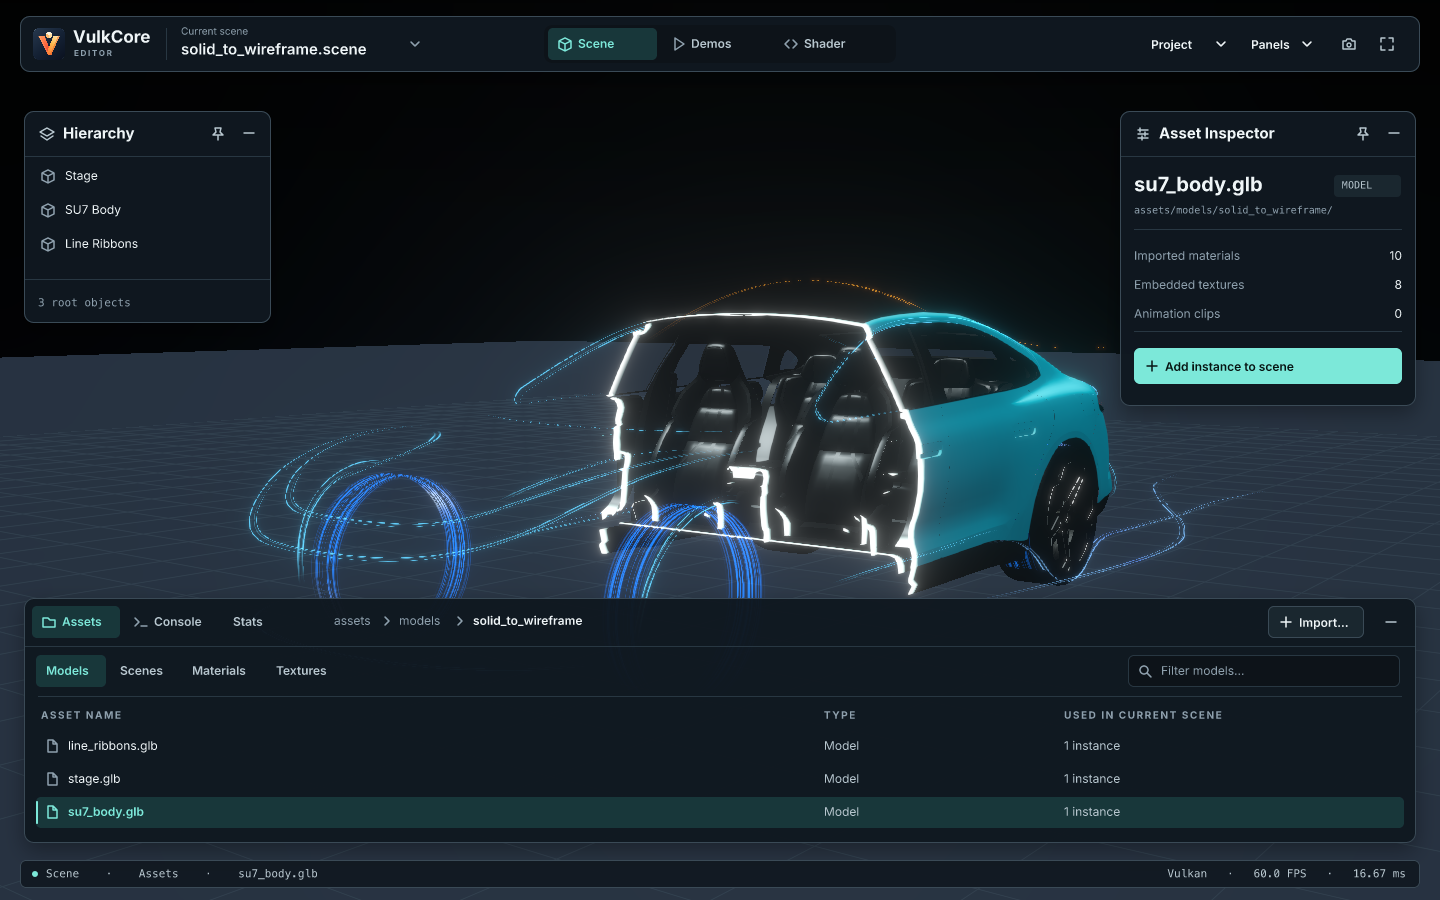 VulkCore
EDITOR
Current scene
solid_to_wireframe.scene
Scene
Demos
Shader
Project
Panels
Hierarchy
Stage
SU7 Body
Line Ribbons
3 root objects
Asset Inspector
su7_body.glb
MODEL
assets/models/solid_to_wireframe/
Imported materials 10
Embedded textures 8
Animation clips 0
Add instance to scene
Assets
Console
Stats
assets > models > solid_to_wireframe
Import...
Models
Scenes
Materials
Textures
Filter models...
ASSET NAME TYPE USED IN CURRENT SCENE
line_ribbons.glb Model 1 instance
stage.glb Model 1 instance
su7_body.glb Model 1 instance
Scene · Assets · su7_body.glb
Vulkan · 60.0 FPS · 16.67 ms